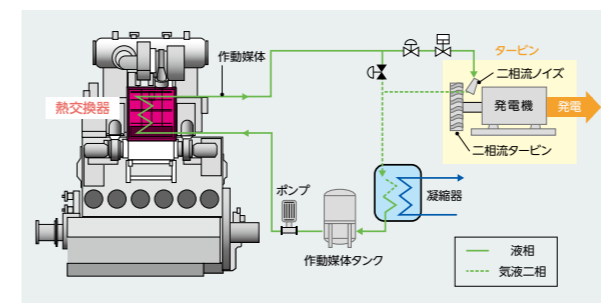 作動媒体
タービン
二相流ノイズ
熱交換器
発電機
発電
二相流タービン
ポンプ
凝縮器
作動媒体タンク
液相
気液二相